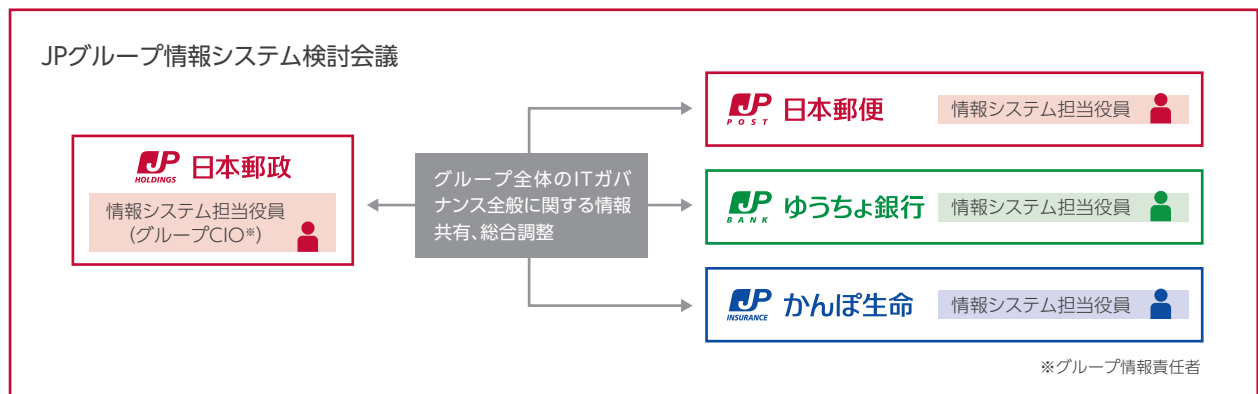 JPグループ情報システム検討会議
JP
HOLDINGS
日本郵政
情報システム担当役員
(グループCIO※)
グループ全体のITガバ
ナンス全般に関する情報
共有、総合調整
JP
POST
日本郵便
情報システム担当役員
JP
BANK
ゆうちょ銀行
情報システム担当役員
JP
INSURANCE
かんぽ生命
情報システム担当役員
※グループ情報責任者